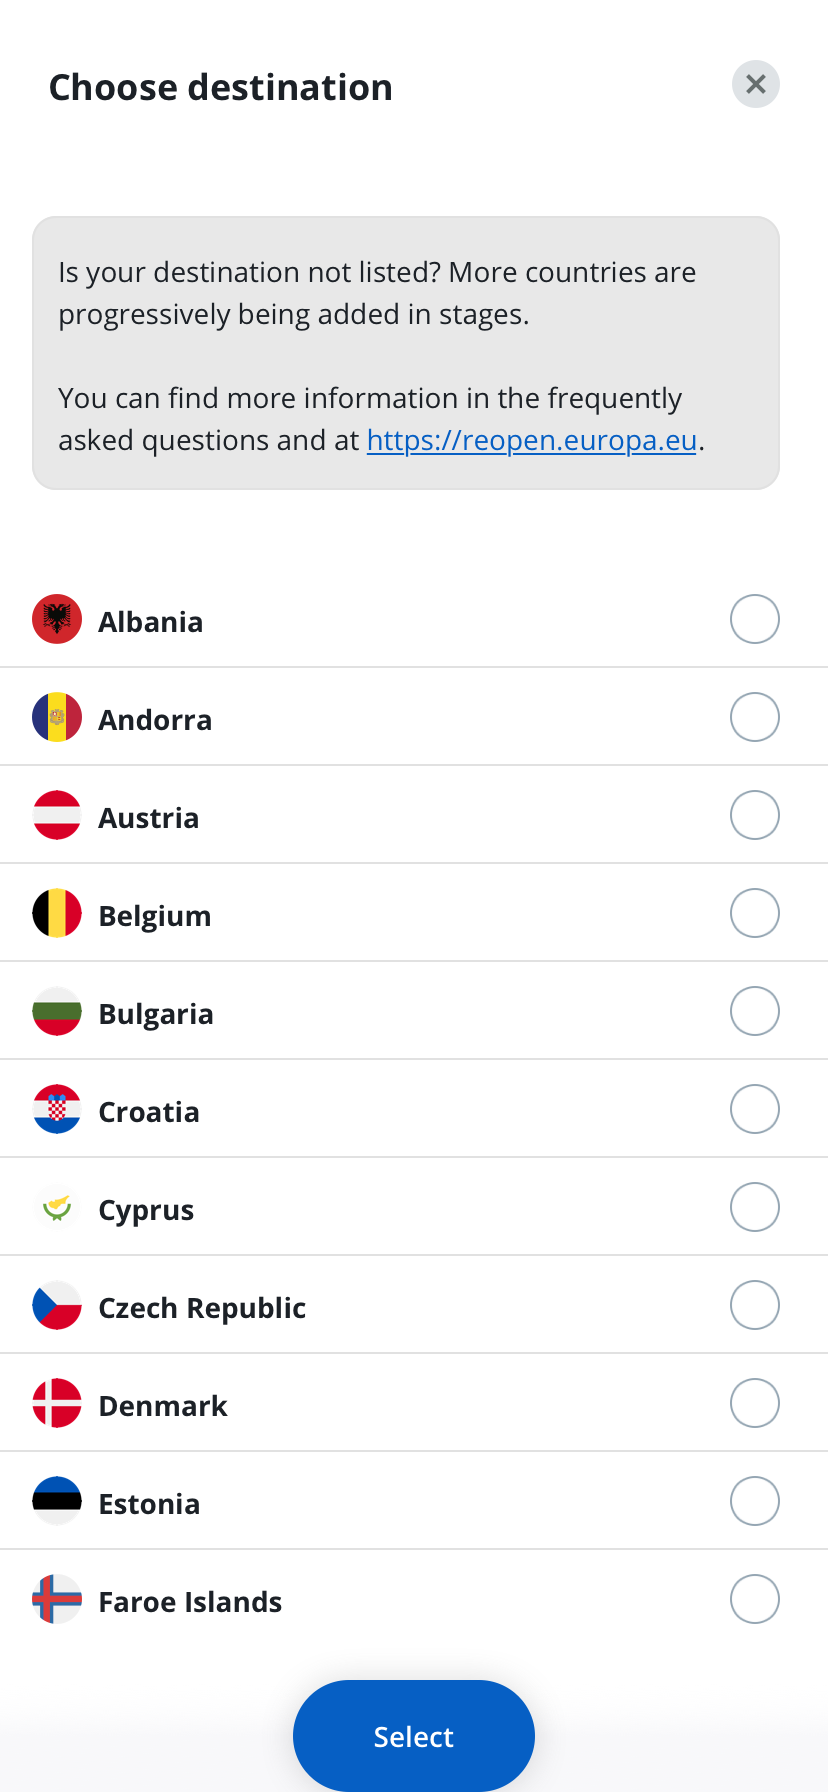 Choose destination
Is your destination not listed? More countries are
progressively being added in stages.
You can find more information in the frequently
asked questions and at https://reopen.europa.eu.
Albania
Andorra
Austria
Belgium
Bulgaria
Croatia
Cyprus
Czech Republic
Denmark
Estonia
Faroe Islands
Select